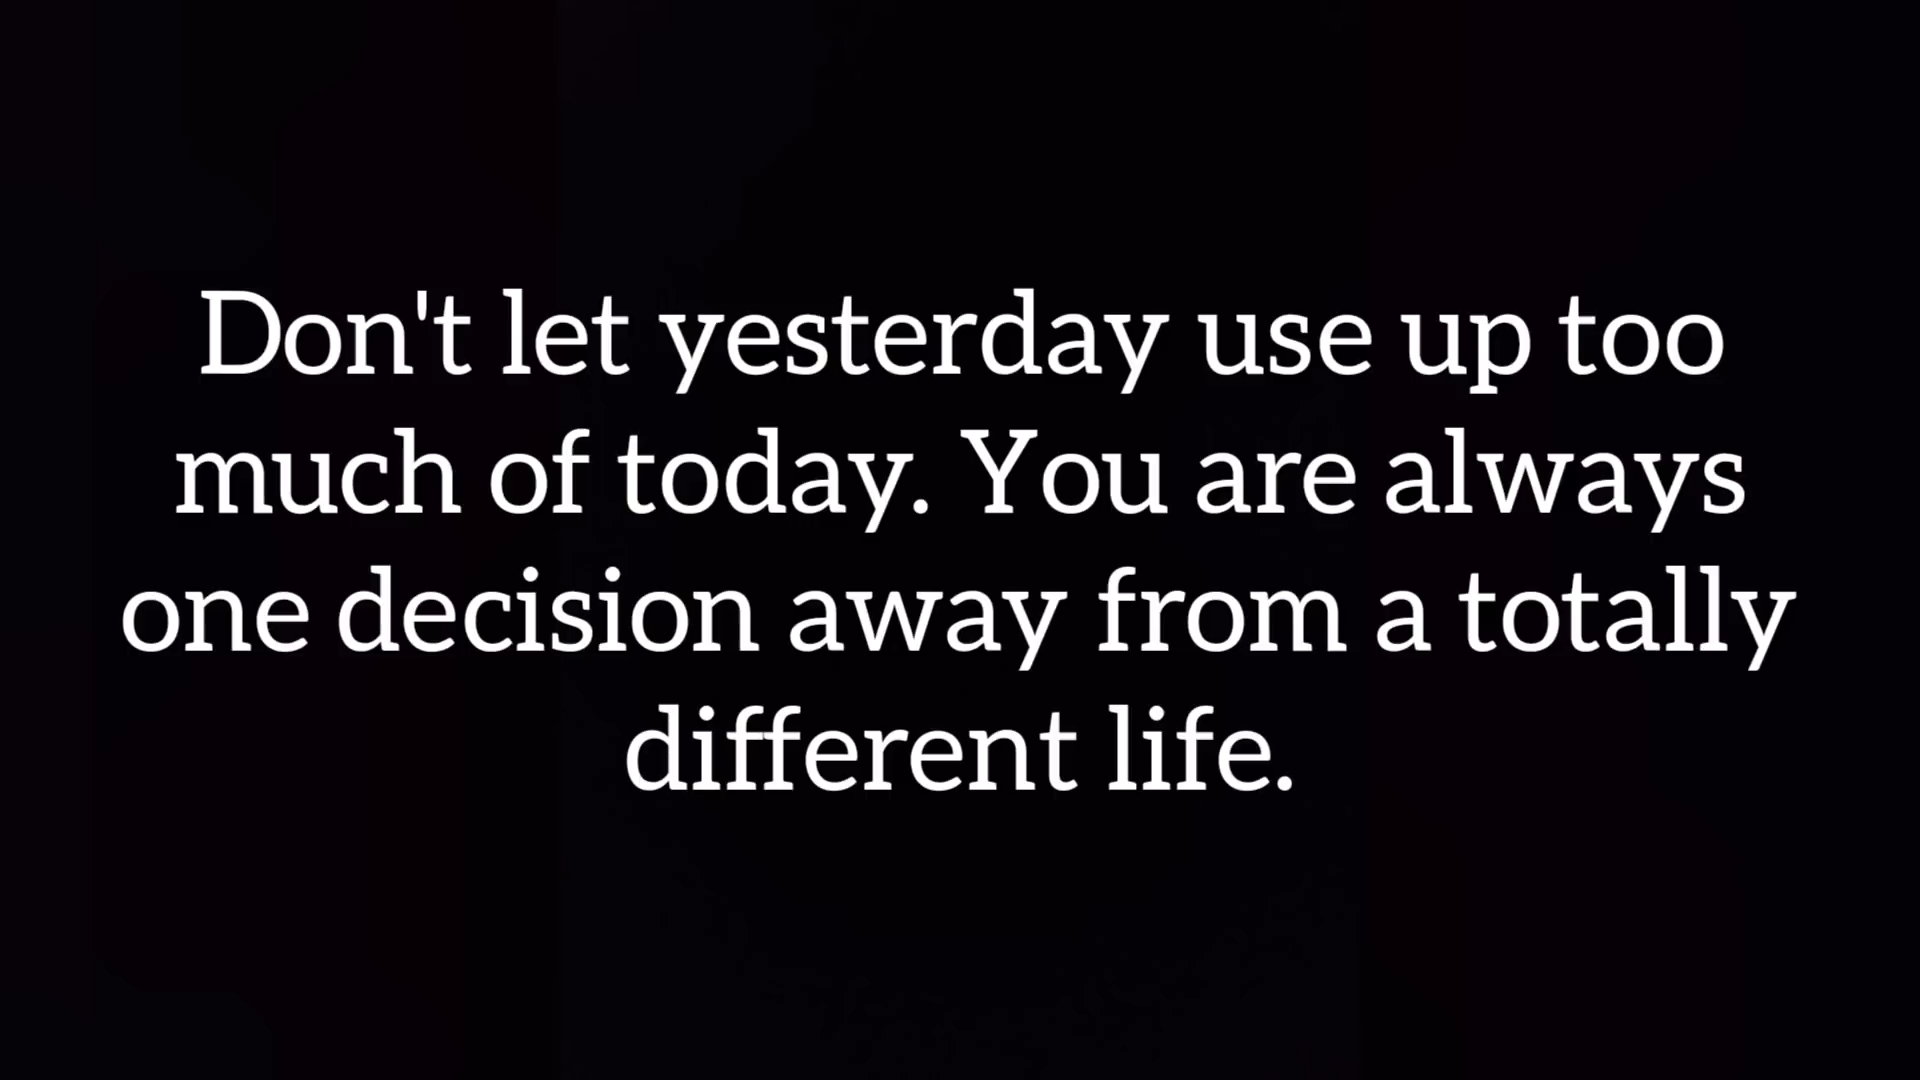 Don't let yesterday use up too
much of today. You are always
one decision away from a totally
different life.